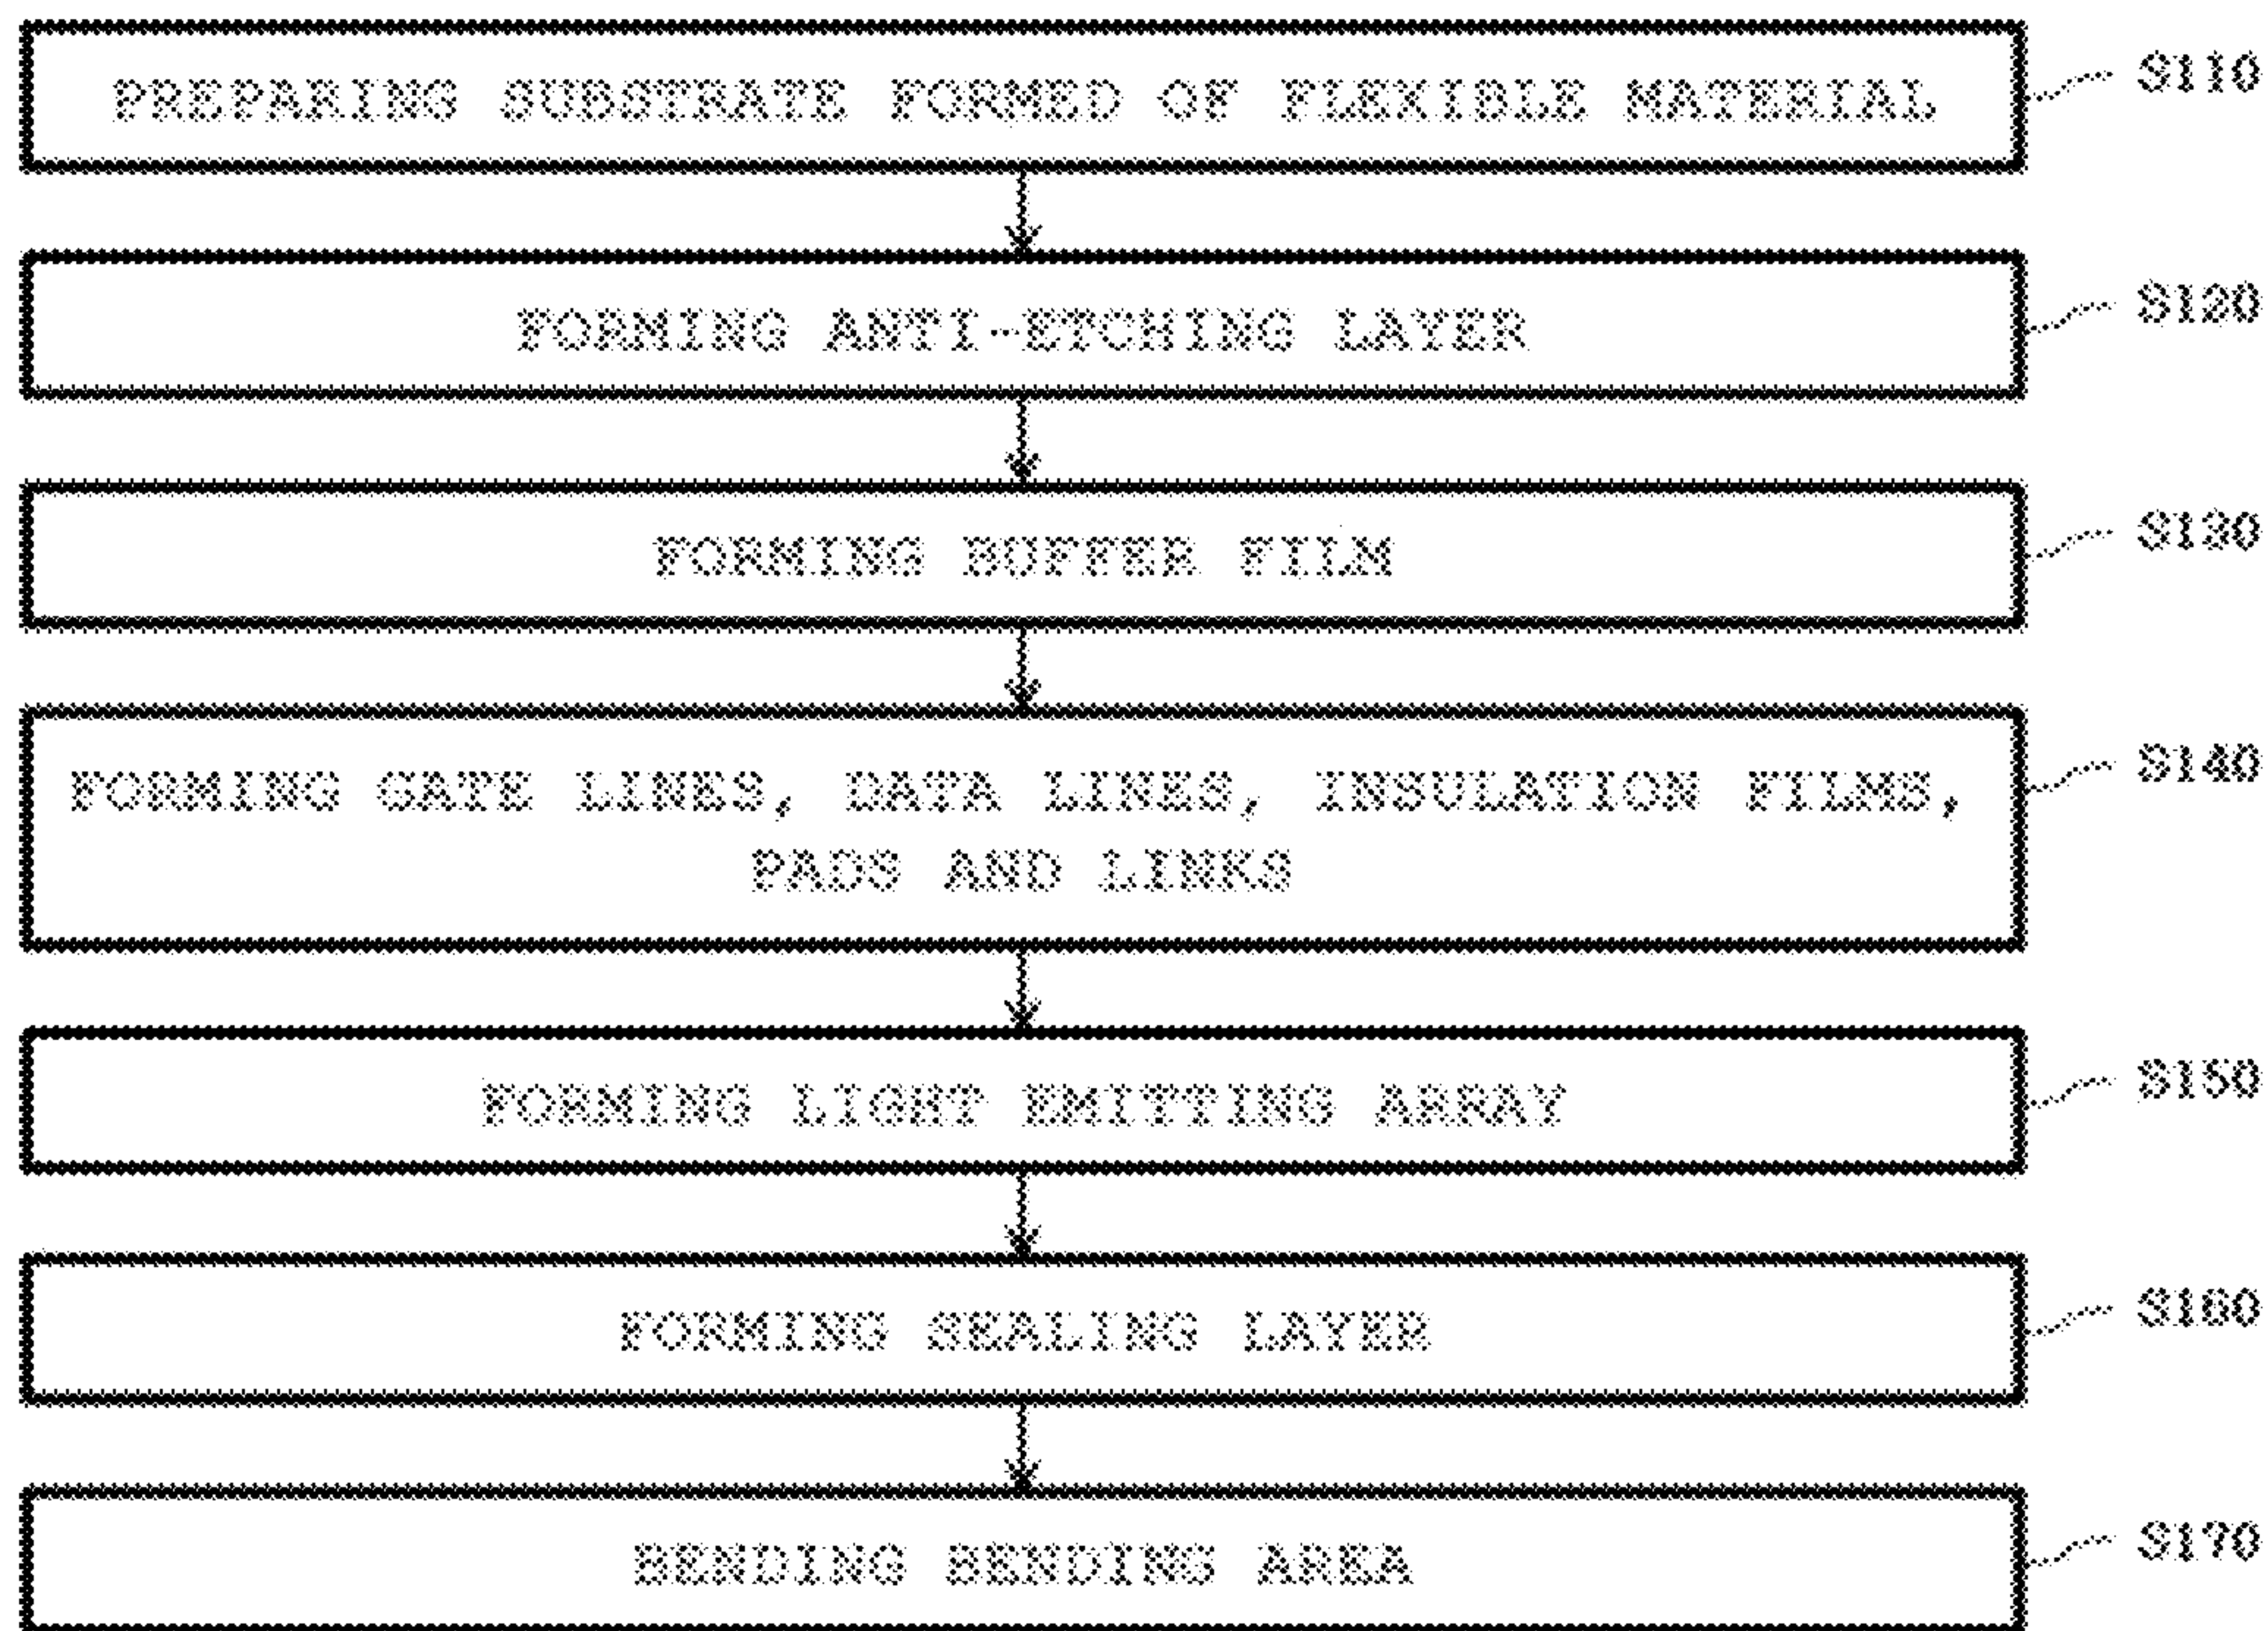 PREPARING SUBSTRATE FORMED OF FLEXIBLE MATERIAL
S110
FORMING ANTI-ETCHING LAYER
S120
FORMING BUFFER FILM
S130
FORMING GATE LINES, DATA LINES, INSULATION FILMS,
S140
PADS AND LINKS
FORMING LIGHT EMITTING ARRAY
S150
FORMING SEALING LAYER
S160
BENDING BENDING AREA
S170